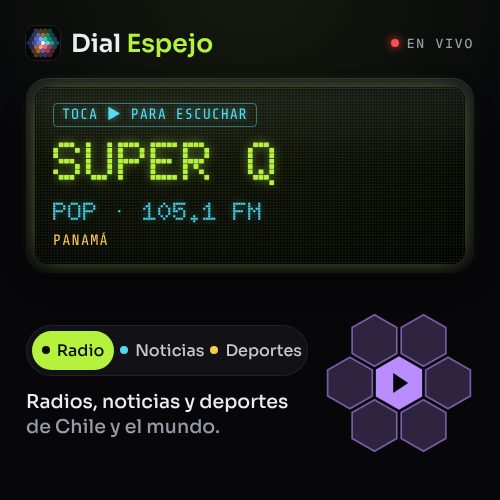 Dial Espejo
EN VIVO
TOCA ▶ PARA ESCUCHAR
SUPER Q
POP · 105.1 FM
PANAMÁ
Radio
Noticias
Deportes
Radios, noticias y deportes
de Chile y el mundo.